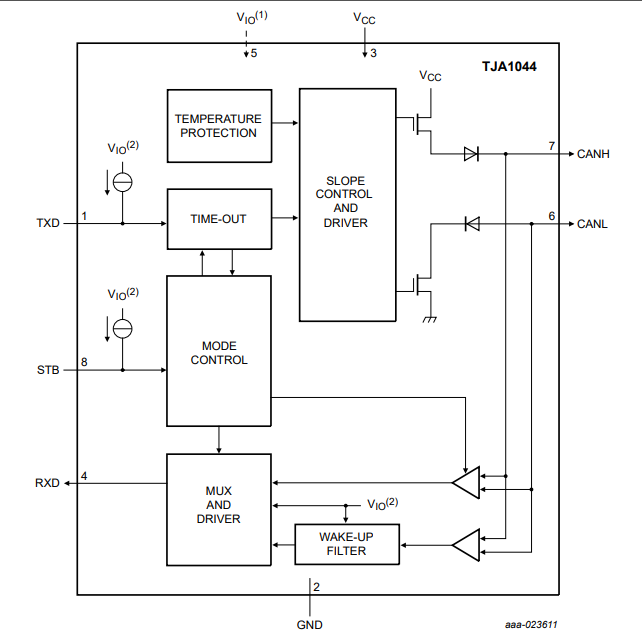 VIO(1)
VCC
5
3
TJA1044
VCC
TEMPERATURE
PROTECTION
VIO(2)
7
CANH
SLOPE
CONTROL
AND
DRIVER
TXD
1
TIME-OUT
6
CANL
VIO(2)
MODE
CONTROL
STB
8
RXD
4
MUX
AND
DRIVER
VIO(2)
WAKE-UP
FILTER
2
GND
aaa-023611